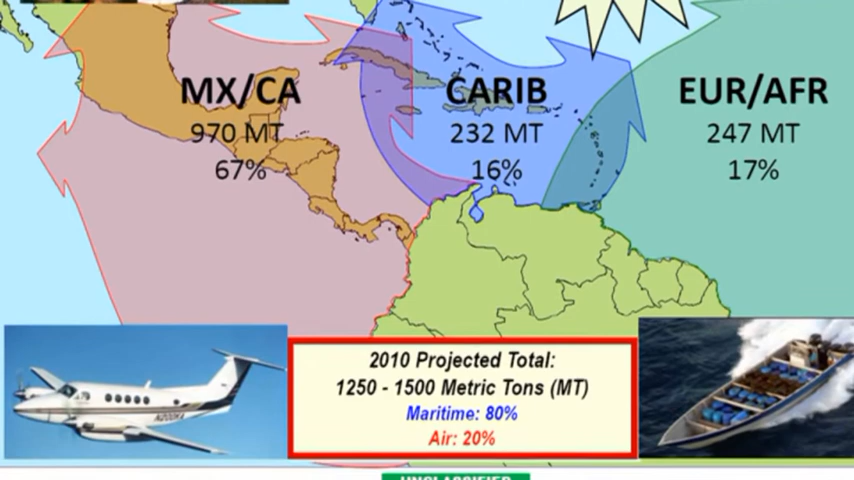 MX/CA
970 MT
67%
CARIB
232 MT
16%
EUR/AFR
247 MT
17%
2010 Projected Total:
1250 - 1500 Metric Tons (MT)
Maritime: 80%
Air: 20%
UNCLASSIFIED